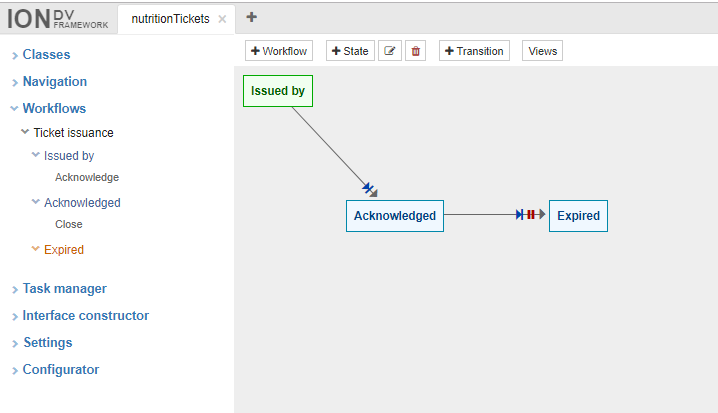 ION DV FRAMEWORK
nutritionTickets × +
Classes
Navigation
Workflows
Ticket issuance
Issued by
Acknowledge
Acknowledged
Close
Expired
Task manager
Interface constructor
Settings
Configurator
+ Workflow + State + Transition Views
Issued by
Acknowledged Expired